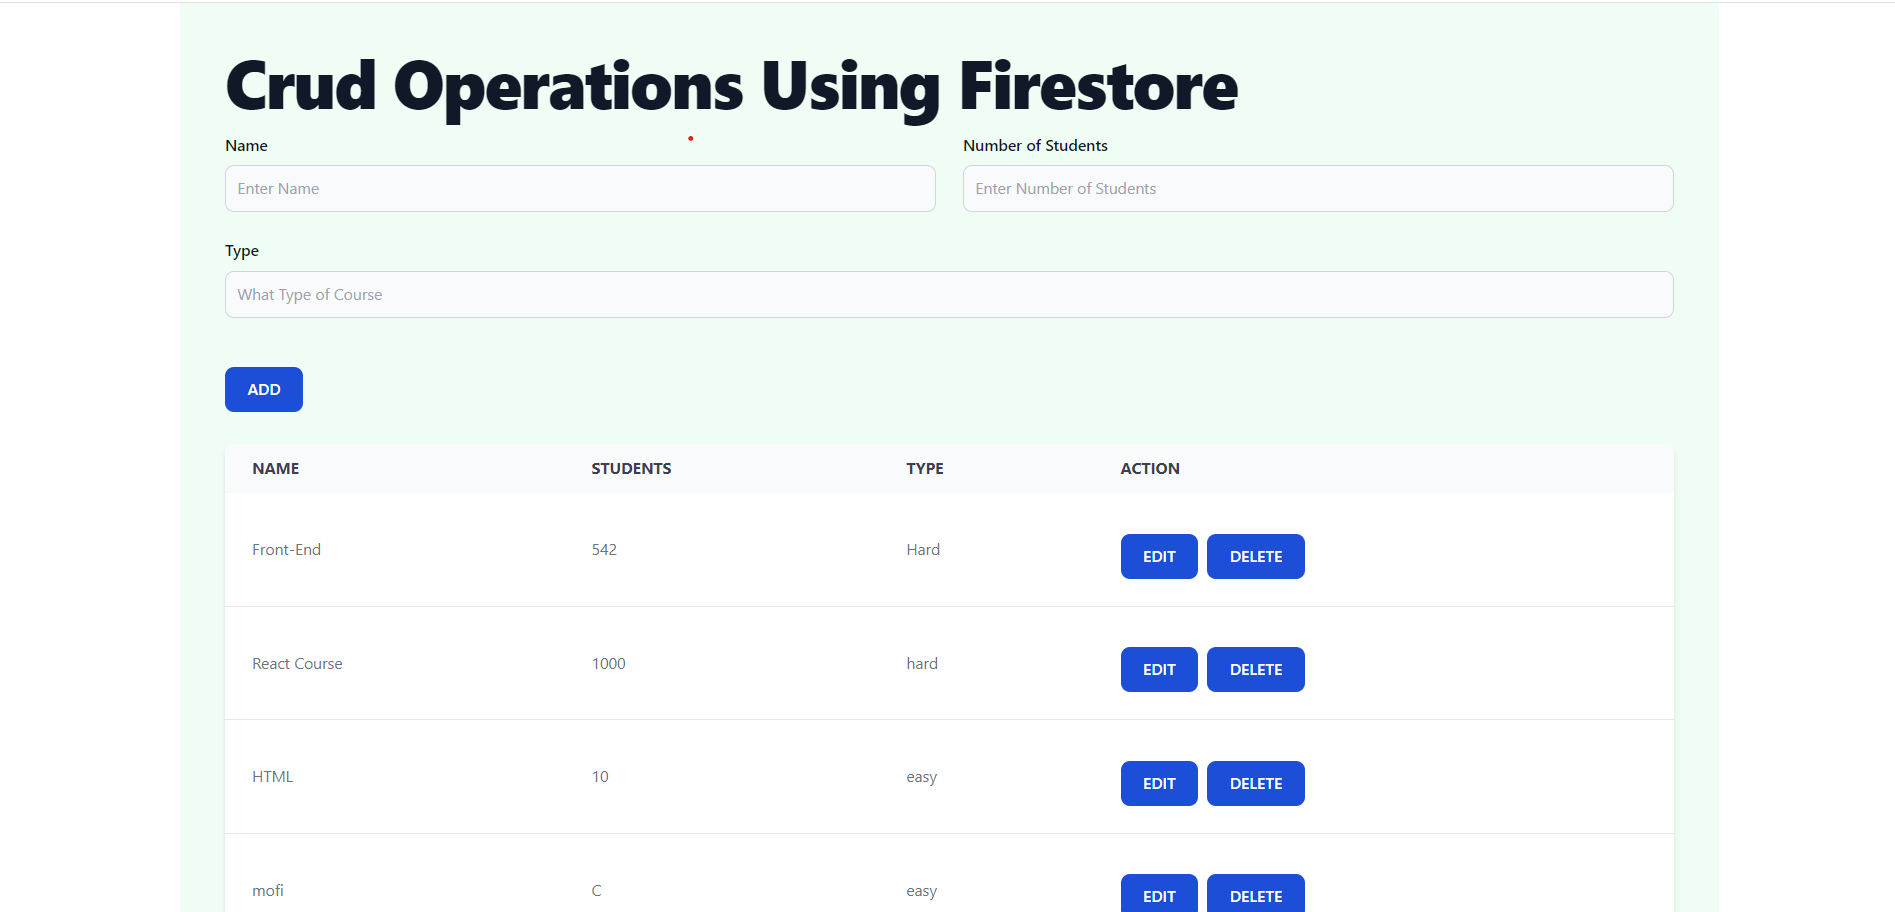 Crud Operations Using Firestore
Name Number of Students
Enter Name Enter Number of Students
Type
What Type of Course
ADD
NAME STUDENTS TYPE ACTION
Front-End 542 Hard EDIT DELETE
React Course 1000 hard EDIT DELETE
HTML 10 easy EDIT DELETE
mofi C easy EDIT DELETE